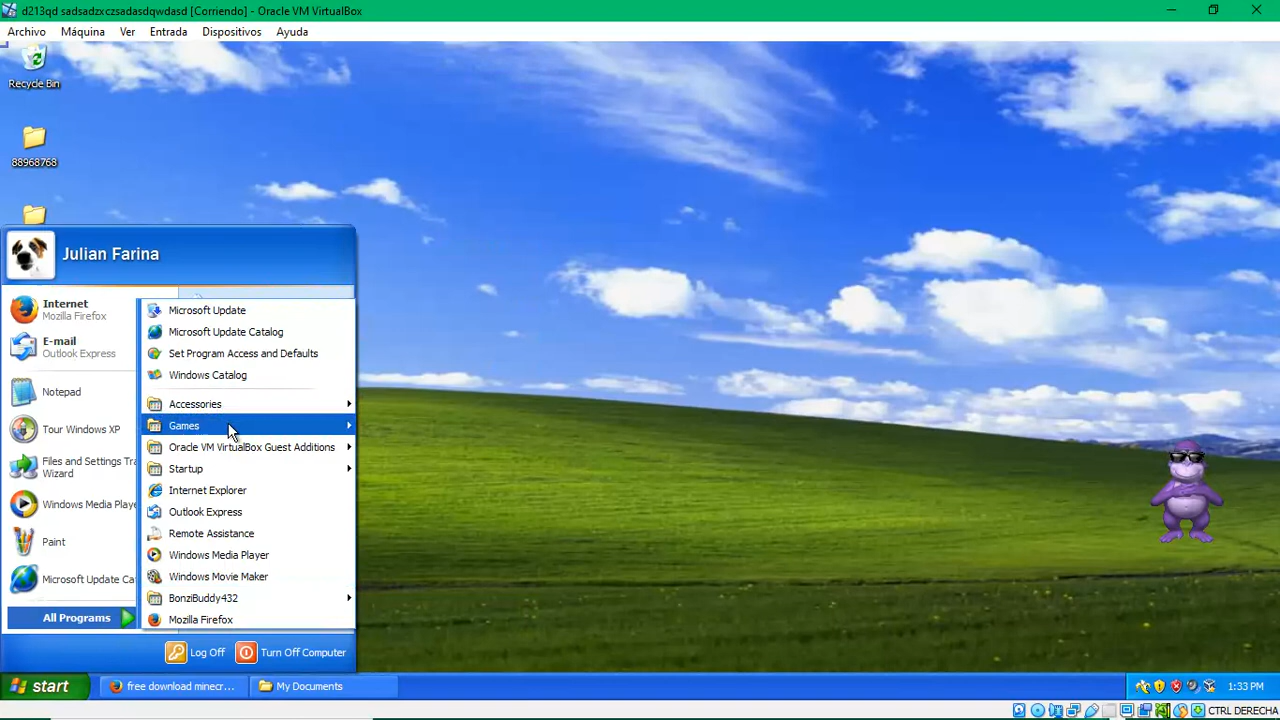 d213qd sadsadzxczsadasdqwdasd [Corriendo] - Oracle VM VirtualBox
Archivo Máquina Ver Entrada Dispositivos Ayuda
Recycle Bin
88968768
Julian Farina
Internet
Mozilla Firefox
E-mail
Outlook Express
Notepad
Tour Windows XP
Files and Settings Tra
Wizard
Windows Media Playe
Paint
Microsoft Update Ca
All Programs
Microsoft Update
Microsoft Update Catalog
Set Program Access and Defaults
Windows Catalog
Accessories
Games
Oracle VM VirtualBox Guest Additions
Startup
Internet Explorer
Outlook Express
Remote Assistance
Windows Media Player
Windows Movie Maker
BonziBuddy432
Mozilla Firefox
Log Off Turn Off Computer
start free download minecr... My Documents 1:33 PM
CTRL DERECHA